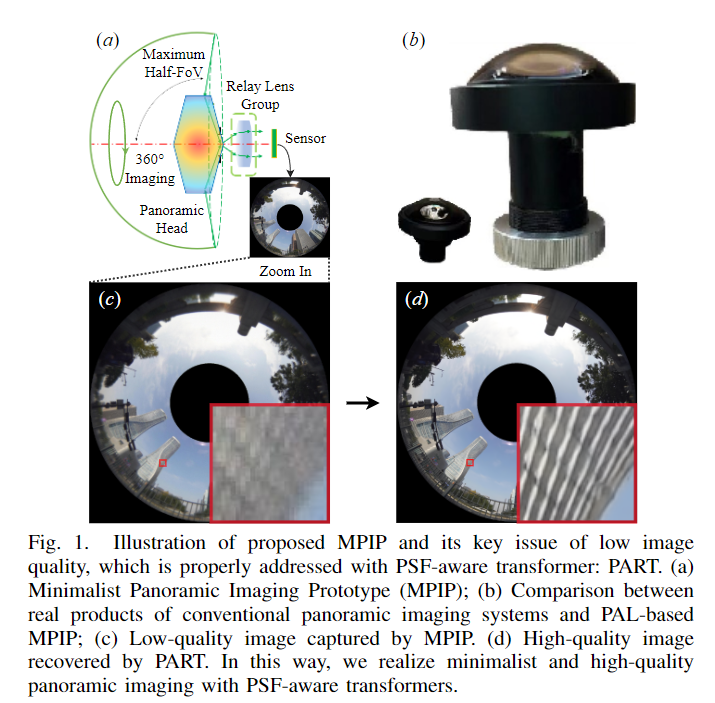 (a)
Maximum
Half-FoV
Relay Lens
Group
Sensor
360°
Imaging
Panoramic
Head
(b)
Zoom In
(c)
(d)
Fig. 1. Illustration of proposed MPIP and its key issue of low image
quality, which is properly addressed with PSF-aware transformer: PART. (a)
Minimalist Panoramic Imaging Prototype (MPIP); (b) Comparison between
real products of conventional panoramic imaging systems and PAL-based
MPIP; (c) Low-quality image captured by MPIP. (d) High-quality image
recovered by PART. In this way, we realize minimalist and high-quality
panoramic imaging with PSF-aware transformers.